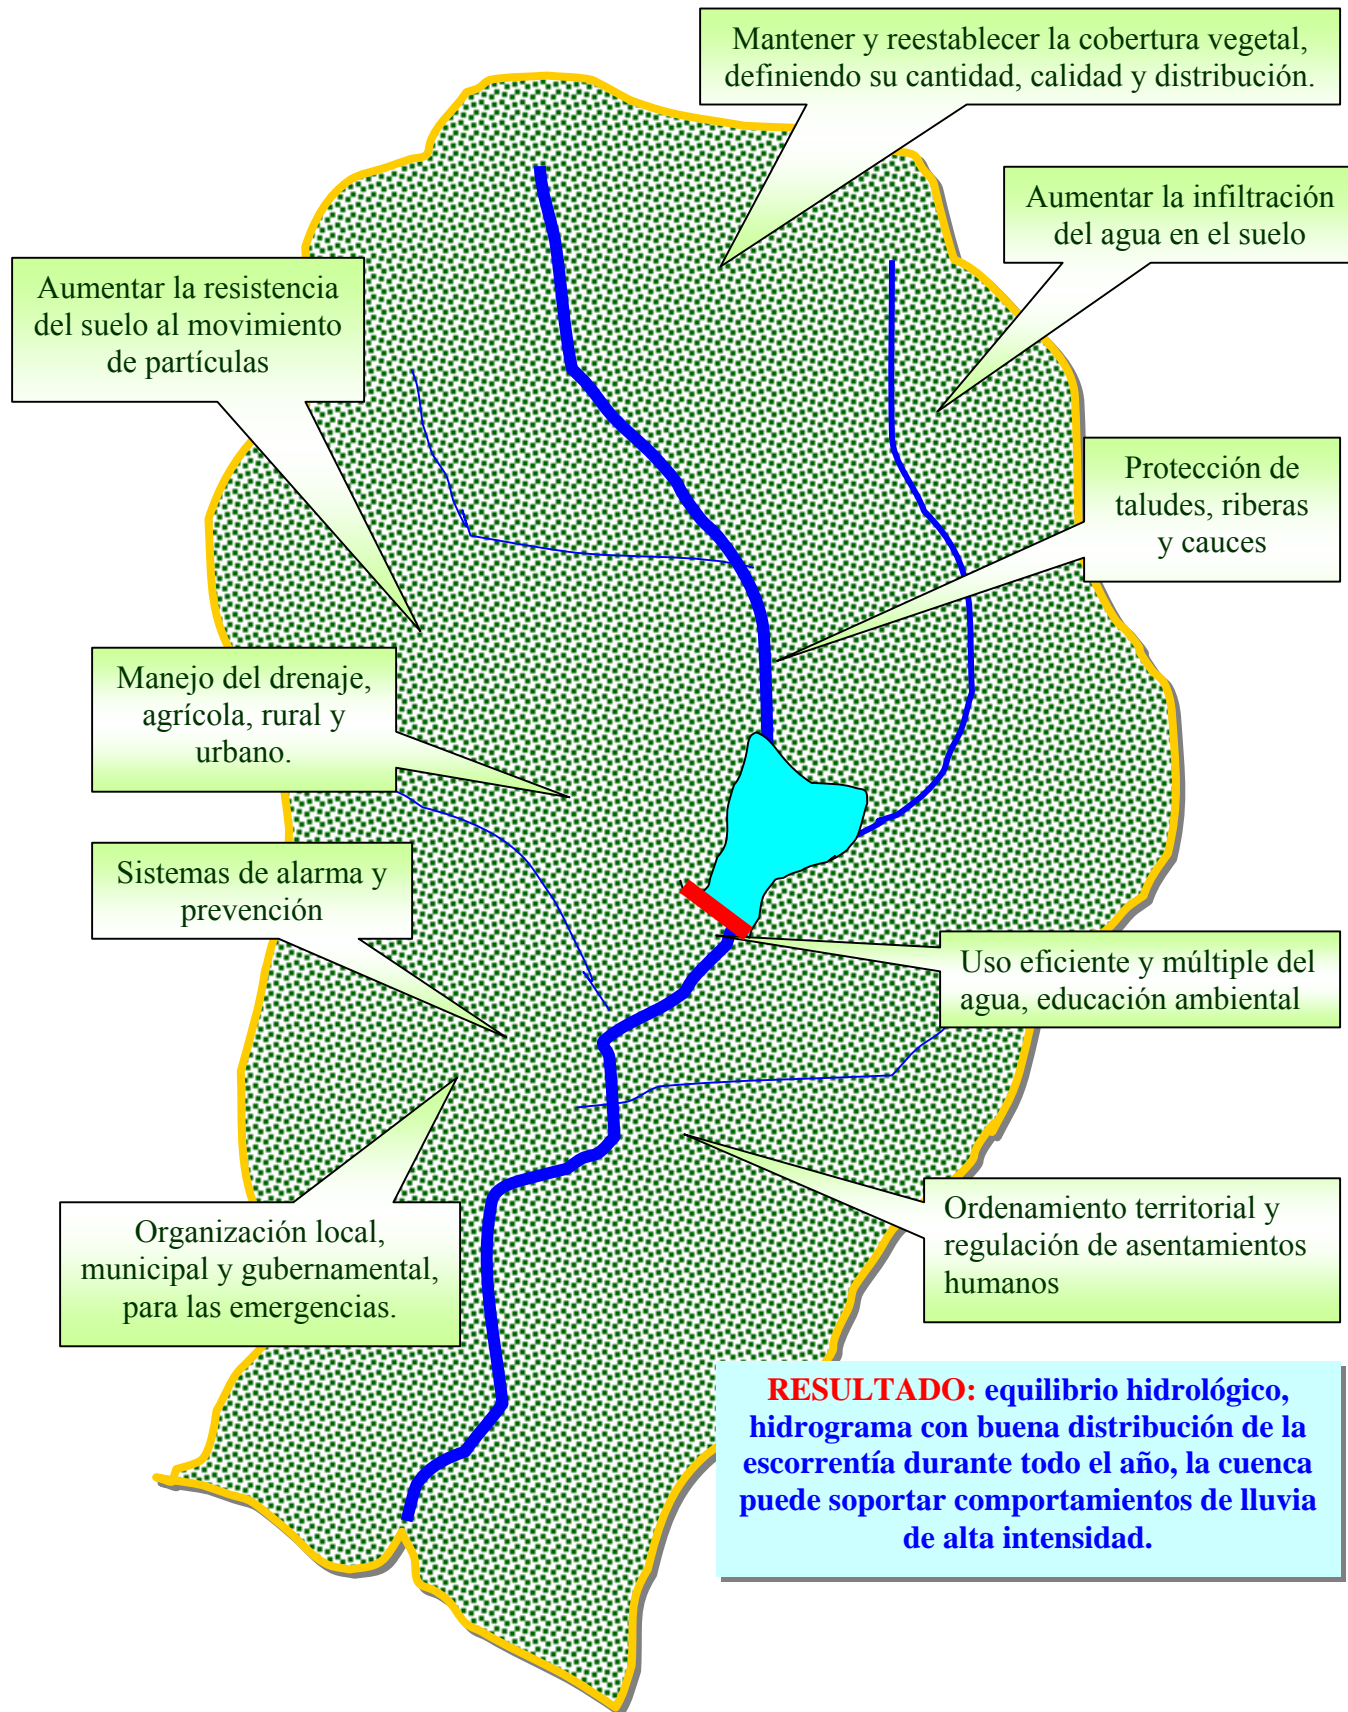 Mantener y reestablecer la cobertura vegetal,
definiendo su cantidad, calidad y distribución.
Aumentar la infiltración
del agua en el suelo
Aumentar la resistencia
del suelo al movimiento
de partículas
Protección de
taludes, riberas
y cauces
Manejo del drenaje,
agrícola, rural y
urbano.
Sistemas de alarma y
prevención
Uso eficiente y múltiple del
agua, educación ambiental
Organización local,
municipal y gubernamental,
para las emergencias.
Ordenamiento territorial y
regulación de asentamientos
humanos
RESULTADO: equilibrio hidrológico,
hidrograma con buena distribución de la
escorrentía durante todo el año, la cuenca
puede soportar comportamientos de lluvia
de alta intensidad.